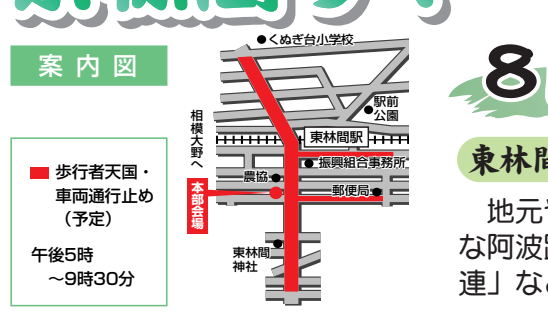 案内図
歩行者天国・
車両通行止め
(予定)
午後5時
～9時30分
くぬぎ台小学校
駅前
公園
相模大野へ
東林間駅
振興組合事務所
農協
郵便局
本部会場
東林間
神社
8
東林間
地元
な阿波踊
連」な